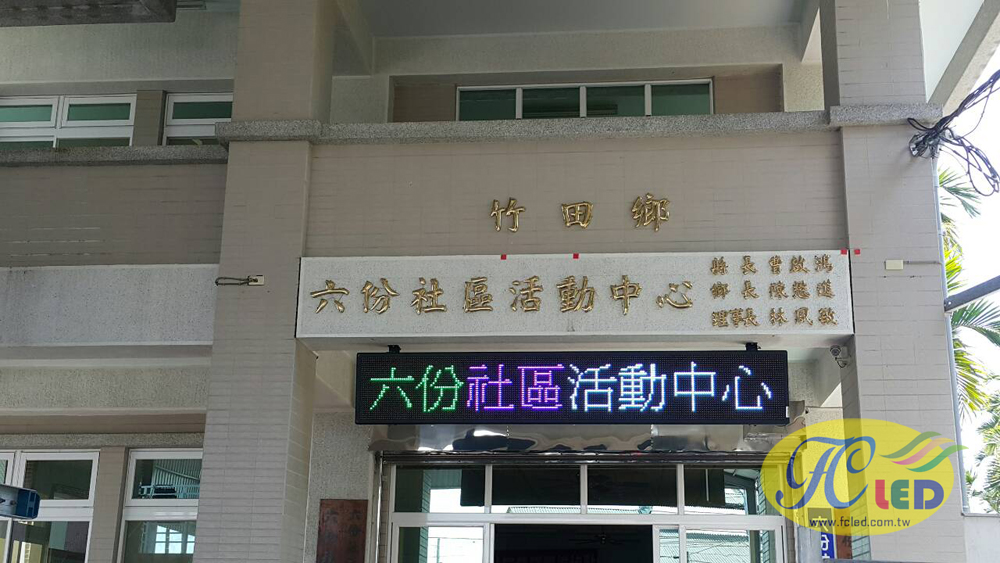 竹田鄉
六份社區活動中心
縣長曹啟鴻
鄉長陳慈道
理事長林鳳敏
六份社區活動中心
FC LED
www.fcled.com.tw